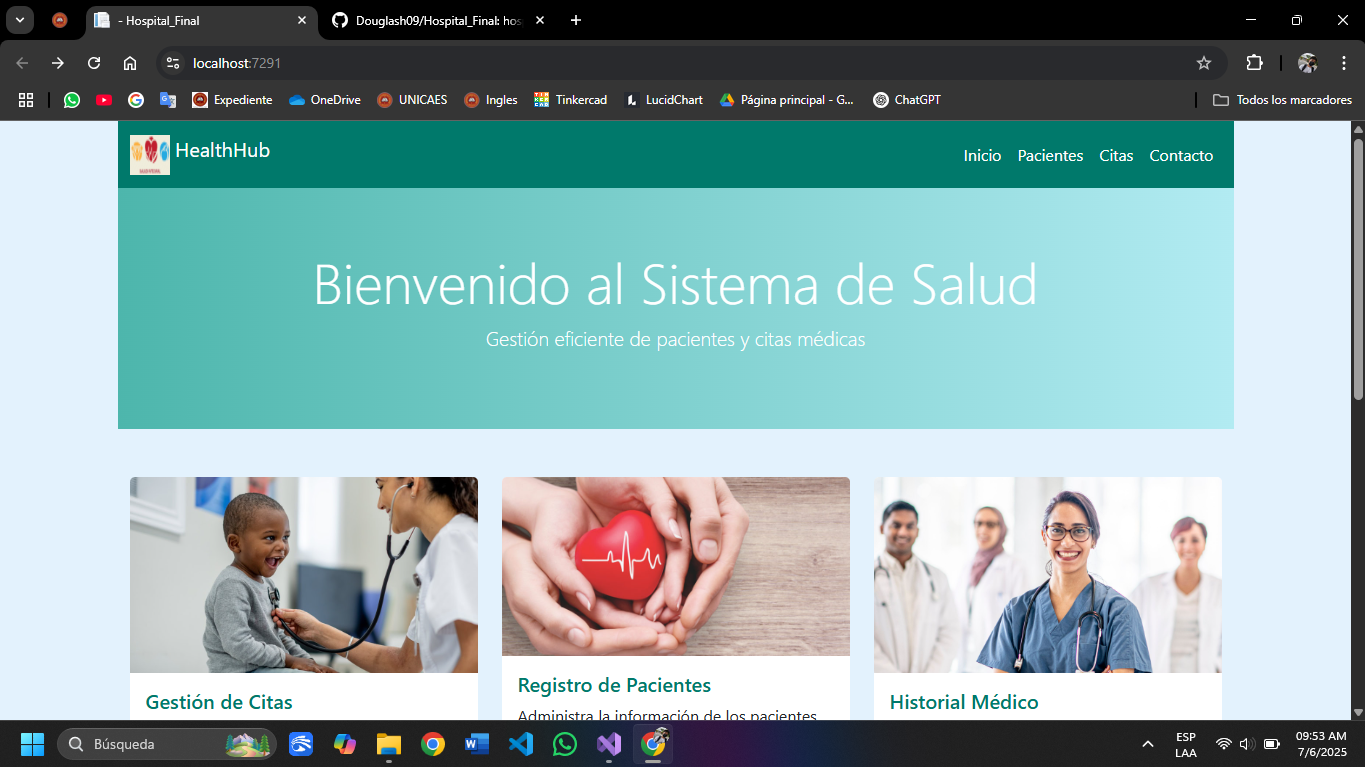 - Hospital_Final
Douglash09/Hospital_Final: hos
localhost:7291
Expediente
OneDrive
UNICAES
Ingles
Tinkercad
LucidChart
Página principal - G...
ChatGPT
Todos los marcadores
HealthHub
Inicio
Pacientes
Citas
Contacto
Bienvenido al Sistema de Salud
Gestión eficiente de pacientes y citas médicas
Gestión de Citas
Registro de Pacientes
Administra la información de los pacientes
Historial Médico
Búsqueda
ESP
LAA
09:53 AM
7/6/2025